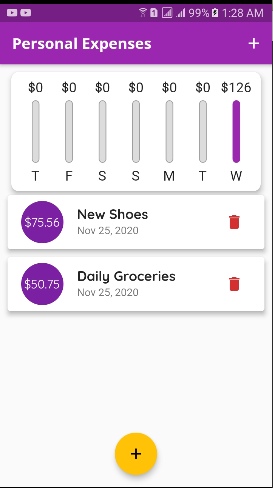 99% 1:28 AM
Personal Expenses +
$0 $0 $0 $0 $0 $0 $126
T F S S M T W
$75.56
New Shoes
Nov 25, 2020
$50.75
Daily Groceries
Nov 25, 2020
+